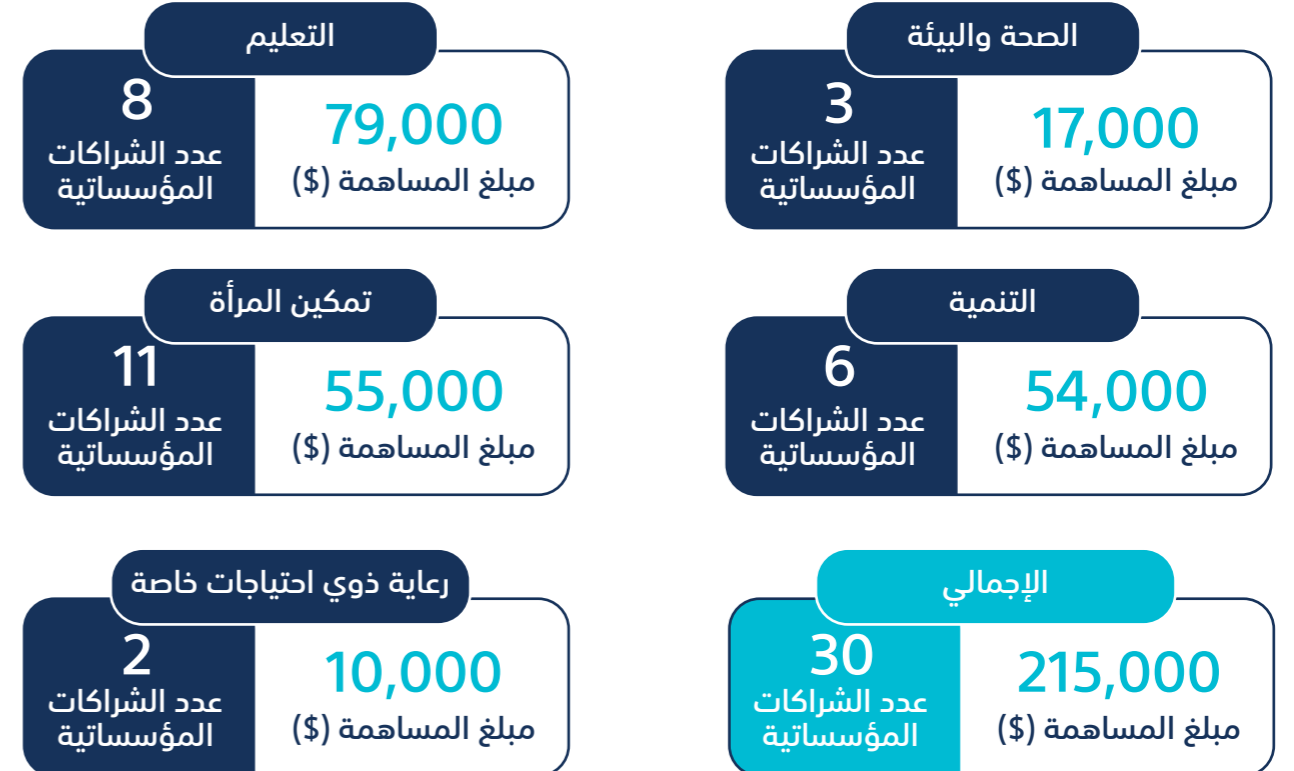 الصحة والبيئة
17,000
مبلغ المساهمة ($)
3
عدد الشراكات
المؤسساتية
التعليم
79,000
مبلغ المساهمة ($)
8
عدد الشراكات
المؤسساتية
التنمية
54,000
مبلغ المساهمة ($)
6
عدد الشراكات
المؤسساتية
تمكين المرأة
55,000
مبلغ المساهمة ($)
11
عدد الشراكات
المؤسساتية
الإجمالي
215,000
مبلغ المساهمة ($)
30
عدد الشراكات
المؤسساتية
رعاية ذوي احتياجات خاصة
10,000
مبلغ المساهمة ($)
2
عدد الشراكات
المؤسساتية